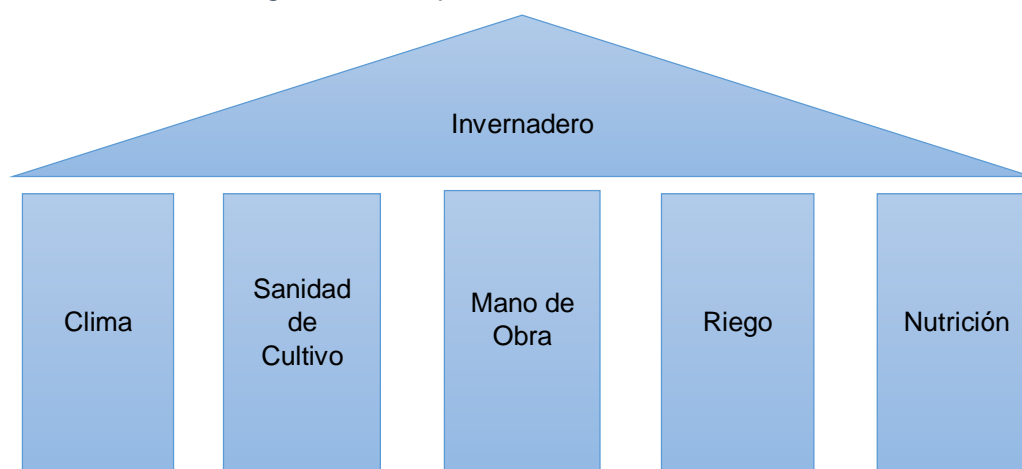 Invernadero
Clima
Sanidad
de
Cultivo
Mano de
Obra
Riego
Nutrición